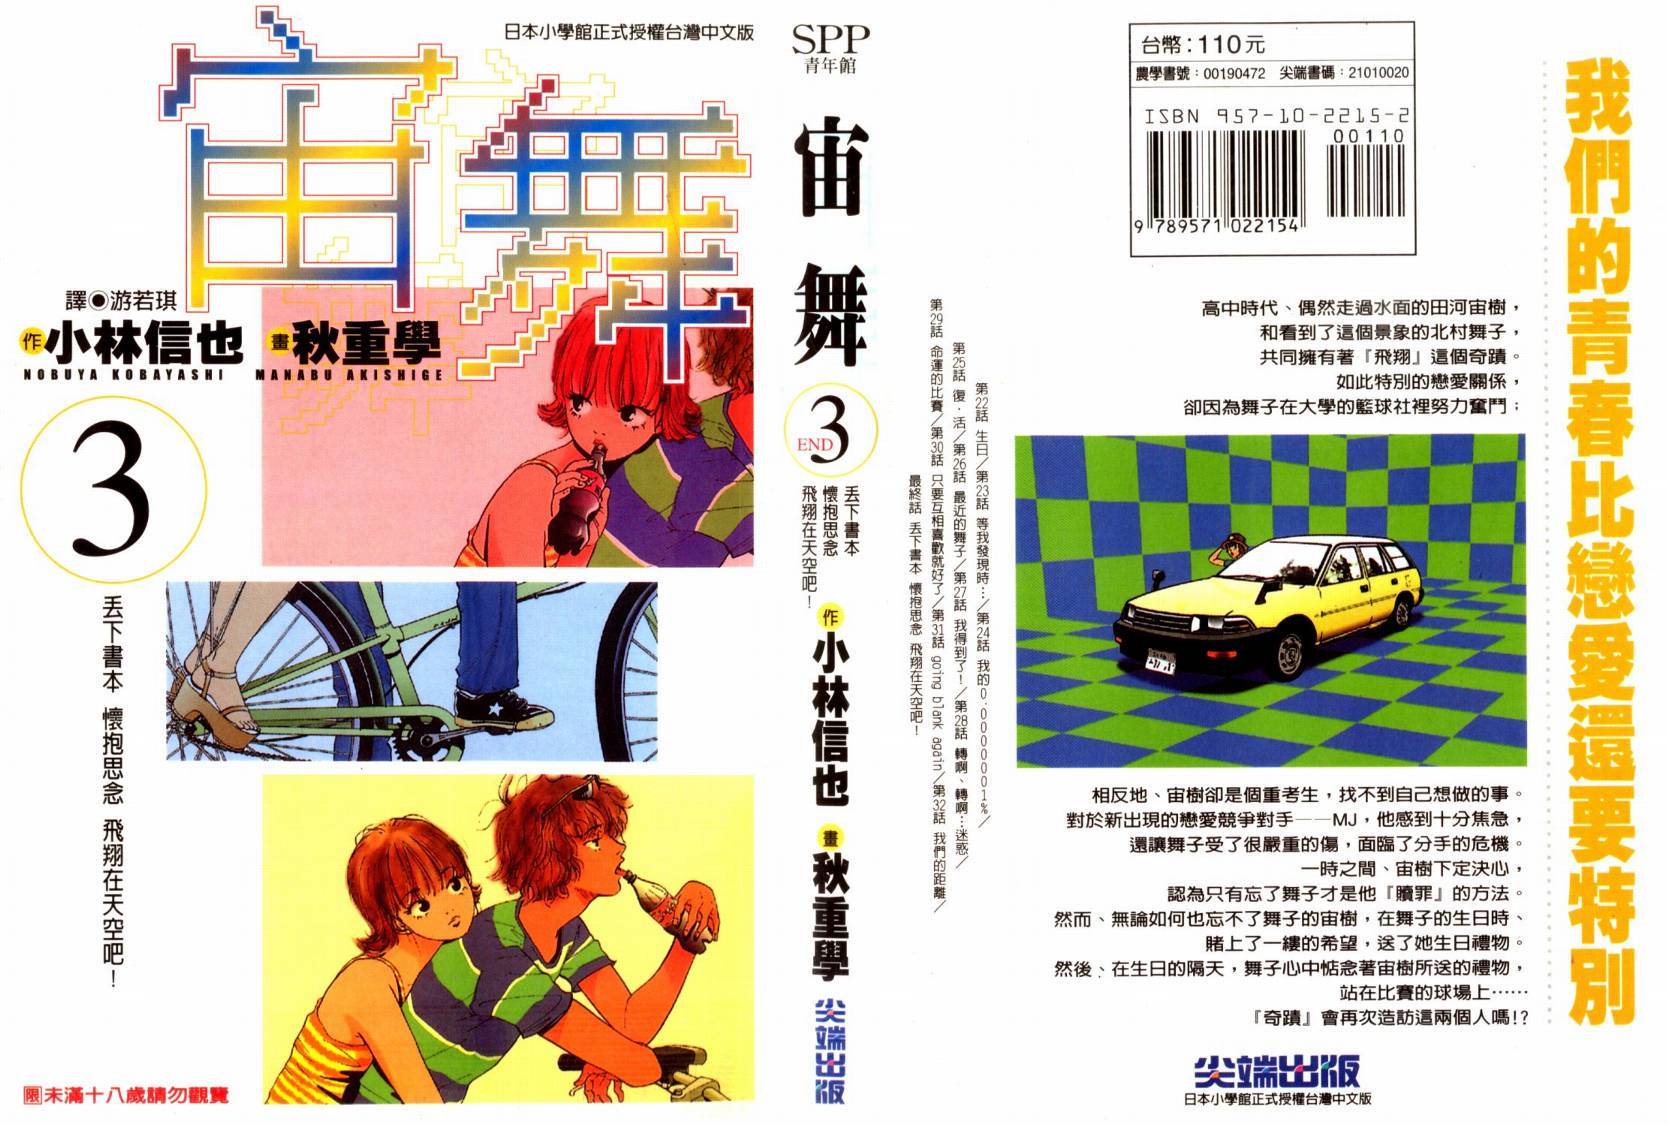 日本小學館正式授權台灣中文版
宙舞
譯◉游若琪
作 小林信也 畫 秋重學
NOBUYA KOBAYASHI MANABU AKISHIGE
3
丟下書本 懷抱思念 飛翔在天空吧！
限 未滿十八歲請勿觀覽
SPP
青年館
宙舞
3
END
丟下書本
懷抱思念
飛翔在天空吧！
作 小林信也 畫 秋重學
尖端出版
第22話 生日／第23話 等我發現時…／第24話 我的0.0000001%／
第25話 復・活／第26話 最近的舞子／第27話 我得到了！／第28話 轉啊、轉啊…迷惑／
第29話 命運的比賽／第30話 只要互相喜歡就好了／第31話 going blank again／第32話 我們的距離／
最終話 丟下書本 懷抱思念 飛翔在天空吧！
台幣：110元
農學書號：00190472 尖端書碼：21010020
ISBN 957-10-2215-2
00110
9 789571 022154
我們的青春比戀愛還要特別
高中時代、偶然走過水面的田河宙樹，
和看到了這個景象的北村舞子，
共同擁有著『飛翔』這個奇蹟。
如此特別的戀愛關係，
卻因為舞子在大學的籃球社裡努力奮鬥；
相反地、宙樹卻是個重考生，找不到自己想做的事。
對於新出現的戀愛競爭對手——MJ，他感到十分焦急，
還讓舞子受了很嚴重的傷，面臨了分手的危機。
一時之間、宙樹下定決心，
認為只有忘了舞子才是他『贖罪』的方法。
然而、無論如何也忘不了舞子的宙樹，在舞子的生日時、
賭上了一縷的希望，送了她生日禮物。
然後、在生日的隔天，舞子心中惦念著宙樹所送的禮物，
站在比賽的球場上……
『奇蹟』會再次造訪這兩個人嗎!?
尖端出版
日本小學館正式授權台灣中文版